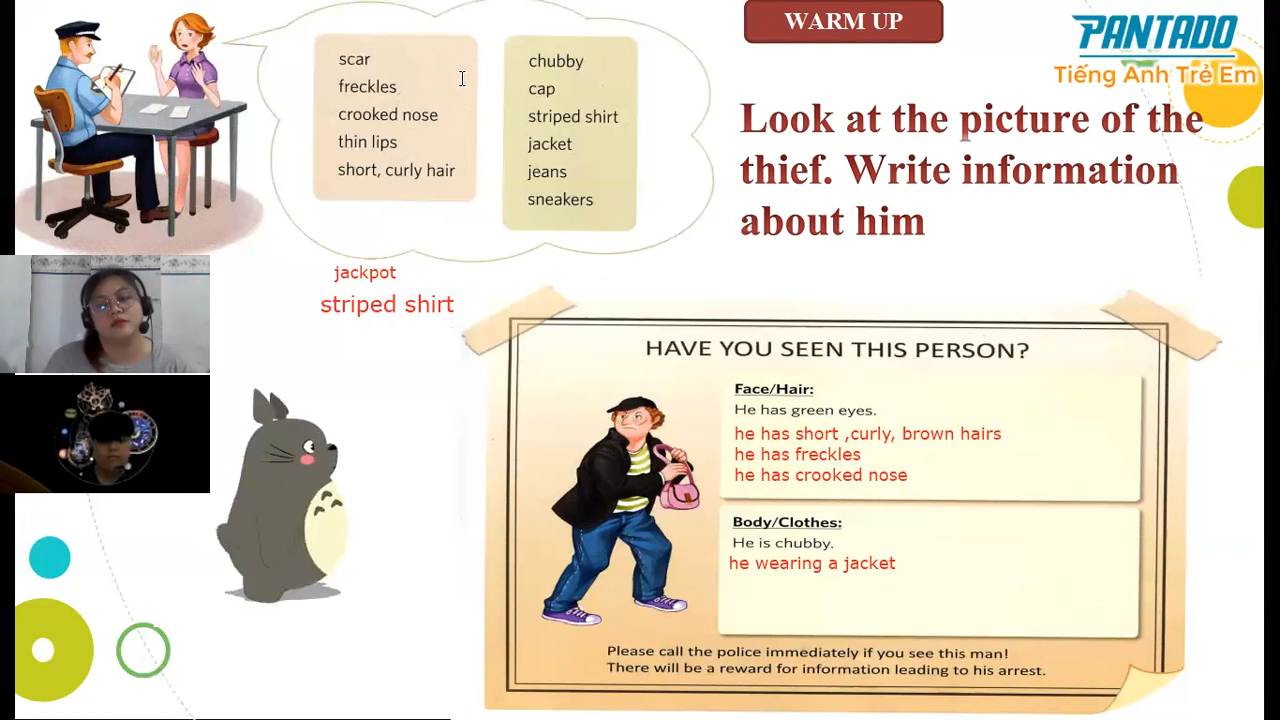 WARM UP
PANTADO
Tiếng Anh Trẻ Em
scar
freckles
crooked nose
thin lips
short, curly hair
chubby
cap
striped shirt
jacket
jeans
sneakers
Look at the picture of the
thief. Write information
about him
jackpot
striped shirt
HAVE YOU SEEN THIS PERSON?
Face/Hair:
He has green eyes.
he has short ,curly, brown hairs
he has freckles
he has crooked nose
Body/Clothes:
He is chubby.
he wearing a jacket
Please call the police immediately if you see this man!
There will be a reward for information leading to his arrest.